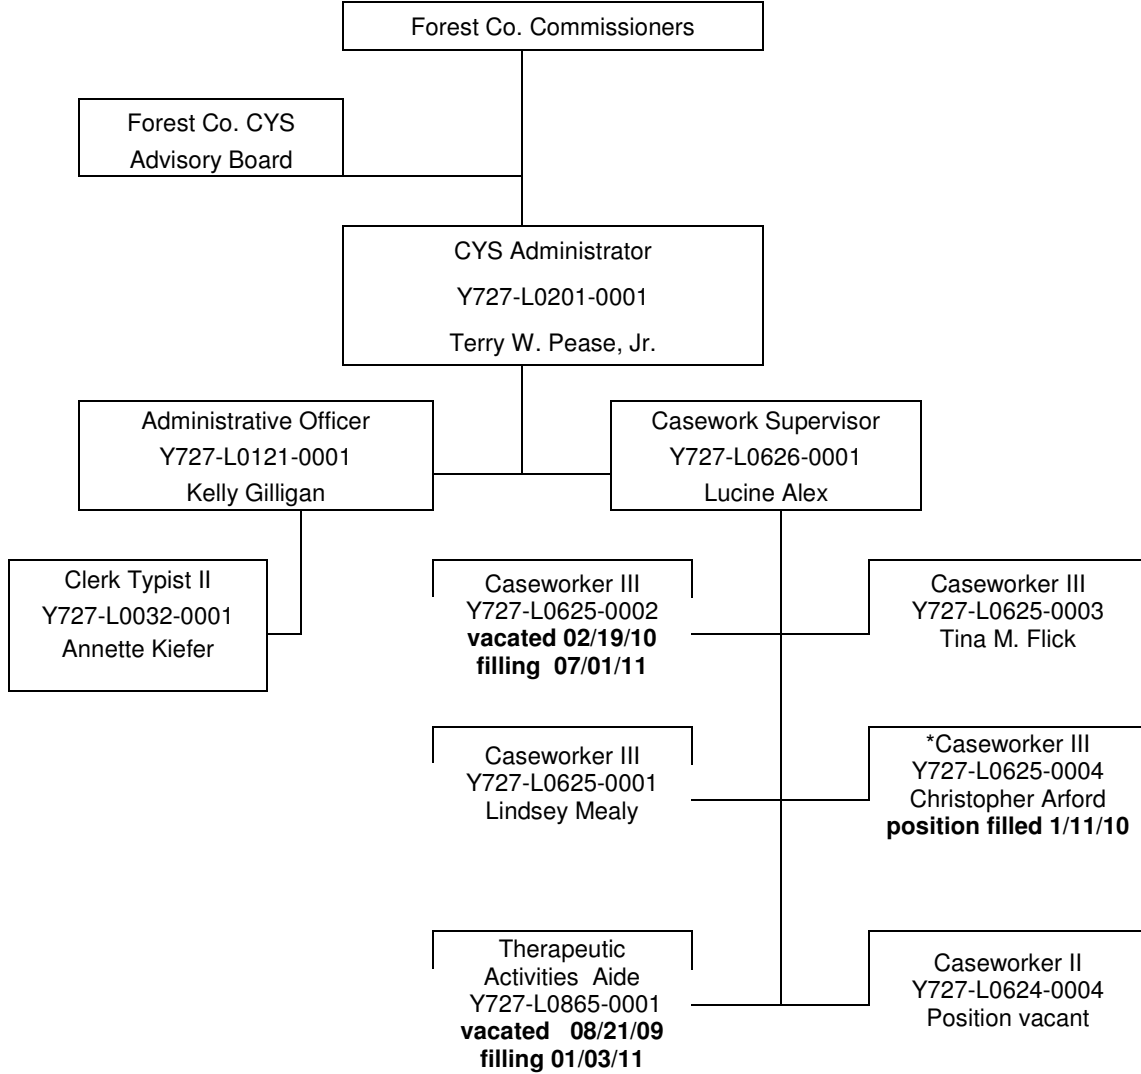 Forest Co. Commissioners
Forest Co. CYS
Advisory Board
CYS Administrator
Y727-L0201-0001
Terry W. Pease, Jr.
Administrative Officer
Y727-L0121-0001
Kelly Gilligan
Casework Supervisor
Y727-L0626-0001
Lucine Alex
Clerk Typist II
Y727-L0032-0001
Annette Kiefer
Caseworker III
Y727-L0625-0002
vacated 02/19/10
filling 07/01/11
Caseworker III
Y727-L0625-0003
Tina M. Flick
Caseworker III
Y727-L0625-0001
Lindsey Mealy
*Caseworker III
Y727-L0625-0004
Christopher Arford
position filled 1/11/10
Therapeutic
Activities Aide
Y727-L0865-0001
vacated 08/21/09
filling 01/03/11
Caseworker II
Y727-L0624-0004
Position vacant